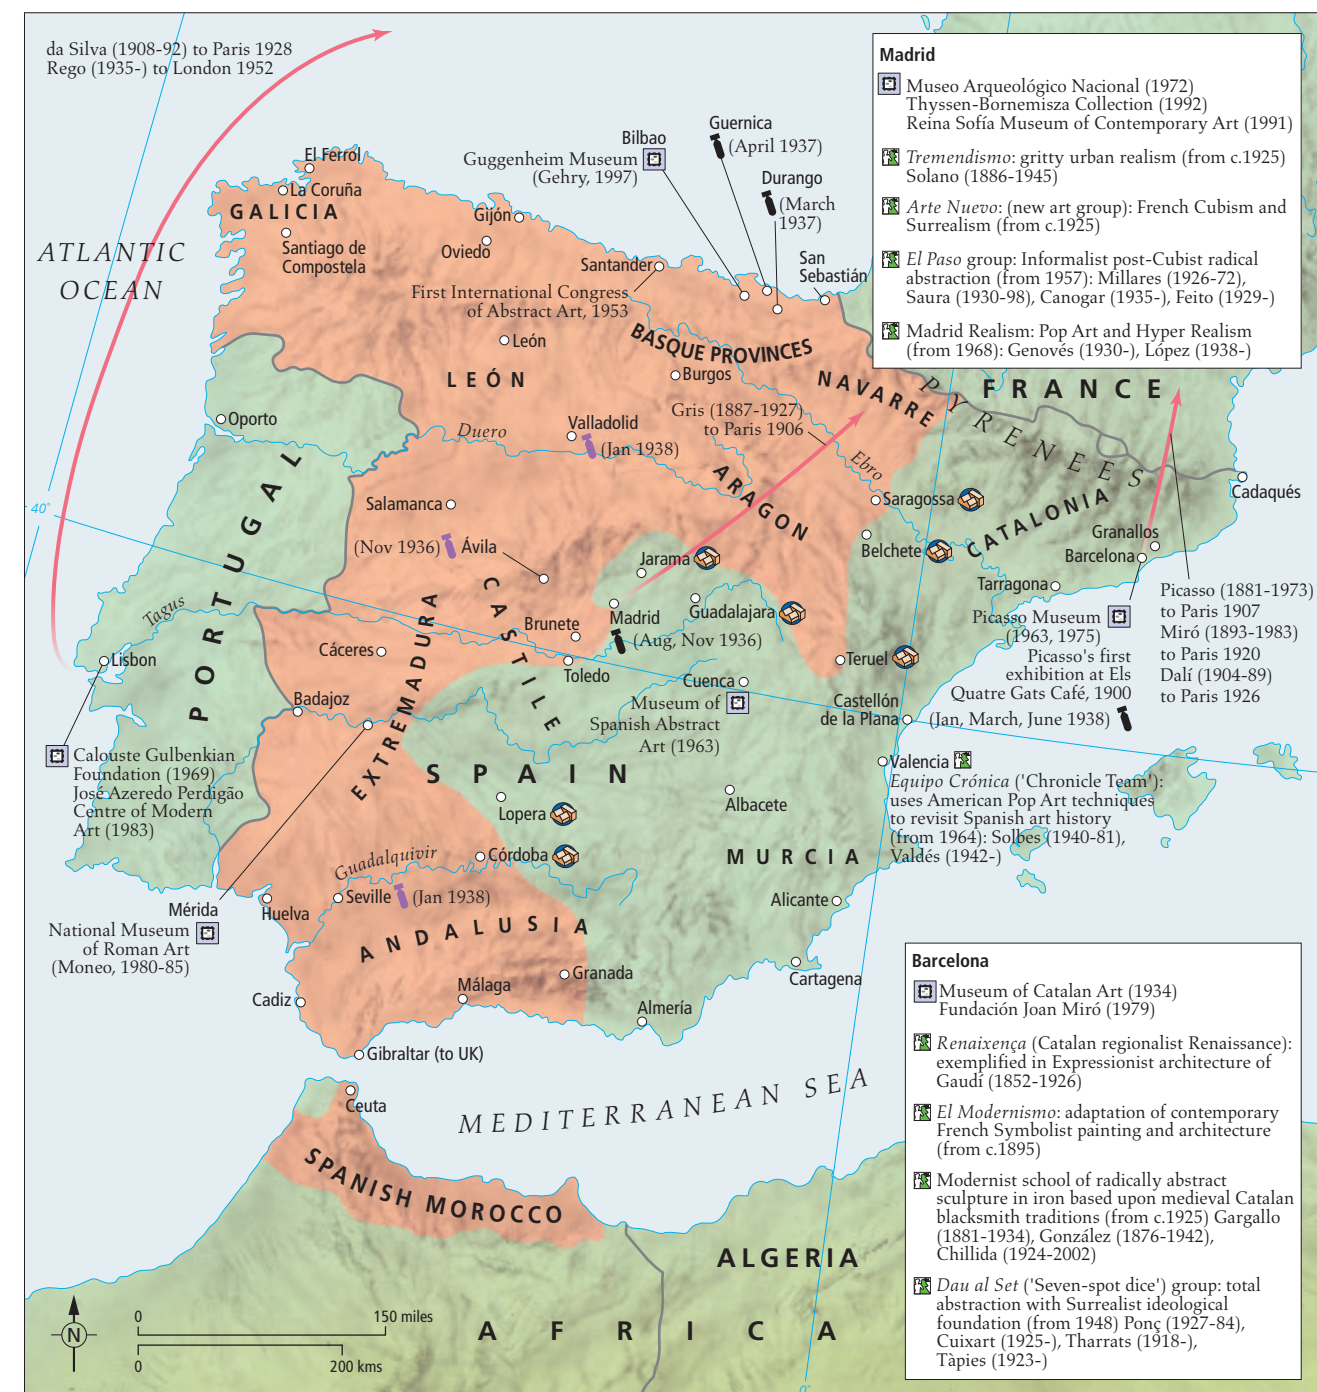 da Silva (1908-92) to Paris 1928
Rego (1935-) to London 1952
Madrid
Museo Arqueológico Nacional (1972)
Thyssen-Bornemisza Collection (1992)
Reina Sofía Museum of Contemporary Art (1991)
Tremendismo: gritty urban realism (from c.1925)
Solano (1886-1945)
Arte Nuevo: (new art group): French Cubism and
Surrealism (from c.1925)
El Paso group: Informalist post-Cubist radical
abstraction (from 1957): Millares (1926-72),
Saura (1930-98), Canogar (1935-), Feito (1929-)
Madrid Realism: Pop Art and Hyper Realism
(from 1968): Genovés (1930-), López (1938-)
Guernica
(April 1937)
Bilbao
Guggenheim Museum
(Gehry, 1997)
Durango
(March
1937)
El Ferrol
La Coruña
GALICIA
Santiago de
Compostela
Gijón
Oviedo
Santander
San
Sebastián
ATLANTIC
OCEAN
First International Congress
of Abstract Art, 1953
BASQUE PROVINCES
León
LEÓN
Burgos
NAVARRE
FRANCE
PYRENEES
Oporto
Duero
Valladolid
(Jan 1938)
Gris (1887-1927)
to Paris 1906
Ebro
ARAGON
Saragossa
CATALONIA
Cadaqués
Granallos
Barcelona
40°
Salamanca
(Nov 1936)
Ávila
Jarama
Belchete
Tarragona
PORTUGAL
Tagus
CASTILE
Madrid
(Aug, Nov 1936)
Guadalajara
Picasso Museum
(1963, 1975)
Picasso's first
exhibition at Els
Quatre Gats Café, 1900
Picasso (1881-1973)
to Paris 1907
Miró (1893-1983)
to Paris 1920
Dalí (1904-89)
to Paris 1926
Lisbon
Cáceres
Brunete
Toledo
Teruel
EXTREMADURA
Badajoz
Cuenca
Museum of
Spanish Abstract
Art (1963)
Castellón
de la Plana
(Jan, March, June 1938)
Calouste Gulbenkian
Foundation (1969)
José Azeredo Perdigão
Centre of Modern
Art (1983)
SPAIN
Valencia
Equipo Crónica ('Chronicle Team'):
uses American Pop Art techniques
to revisit Spanish art history
(from 1964): Solbes (1940-81),
Valdés (1942-)
Lopera
Albacete
Córdoba
MURCIA
Guadalquivir
Seville
(Jan 1938)
Alicante
Mérida
National Museum
of Roman Art
(Moneo, 1980-85)
Huelva
ANDALUSIA
Granada
Cartagena
Cadiz
Málaga
Almería
Gibraltar (to UK)
Ceuta
MEDITERRANEAN SEA
SPANISH MOROCCO
ALGERIA
AFRICA
Barcelona
Museum of Catalan Art (1934)
Fundación Joan Miró (1979)
Renaixença (Catalan regionalist Renaissance):
exemplified in Expressionist architecture of
Gaudí (1852-1926)
El Modernismo: adaptation of contemporary
French Symbolist painting and architecture
(from c.1895)
Modernist school of radically abstract
sculpture in iron based upon medieval Catalan
blacksmith traditions (from c.1925) Gargallo
(1881-1934), González (1876-1942),
Chillida (1924-2002)
Dau al Set ('Seven-spot dice') group: total
abstraction with Surrealist ideological
foundation (from 1948) Ponç (1927-84),
Cuixart (1925-), Tharrats (1918-),
Tàpies (1923-)
N
0
150 miles
0
200 kms
0°